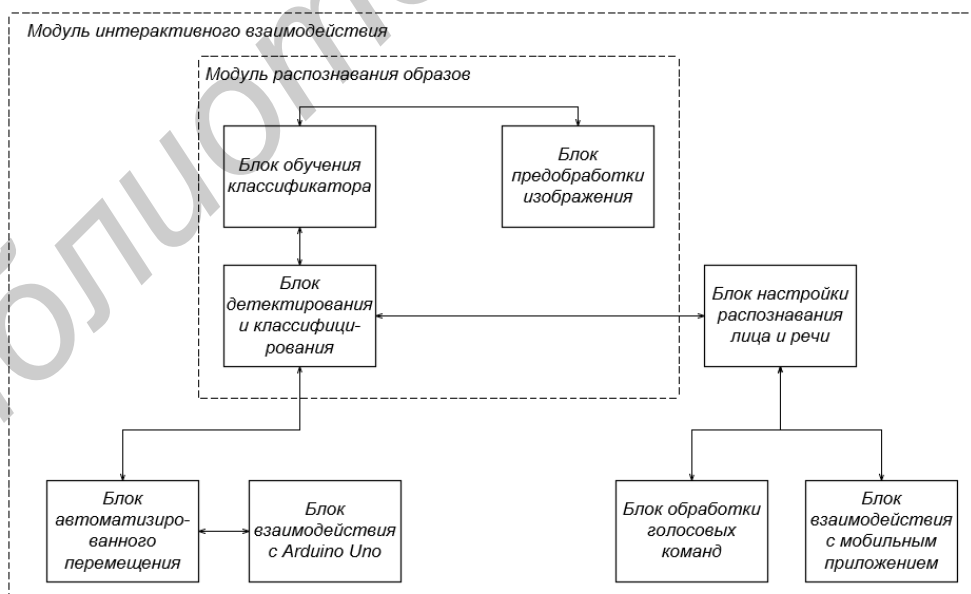 Модуль интерактивного взаимодействия
Модуль распознавания образов
Блок обучения
классификатора
Блок
предобработки
изображения
Блок
детектирования
и классифици-
рования
Блок настройки
распознавания
лица и речи
Блок
автоматизиро-
ванного
перемещения
Блок
взаимодействия
с Arduino Uno
Блок обработки
голосовых
команд
Блок
взаимодействия
с мобильным
приложением